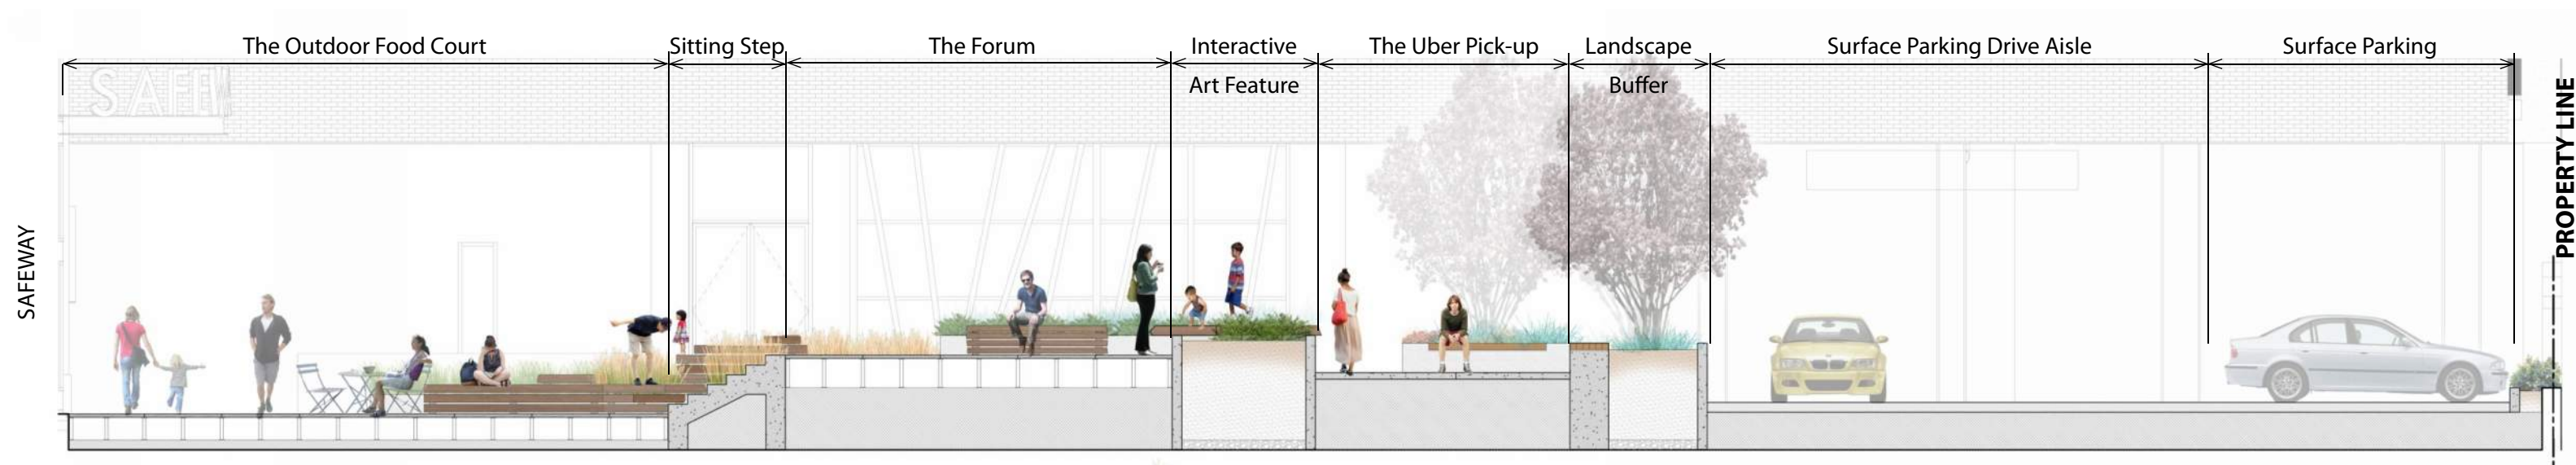 The Outdoor Food Court
Sitting Step
The Forum
Interactive
Art Feature
The Uber Pick-up
Landscape
Buffer
Surface Parking Drive Aisle
Surface Parking
SAFEW
SAFEWAY
PROPERTY LINE